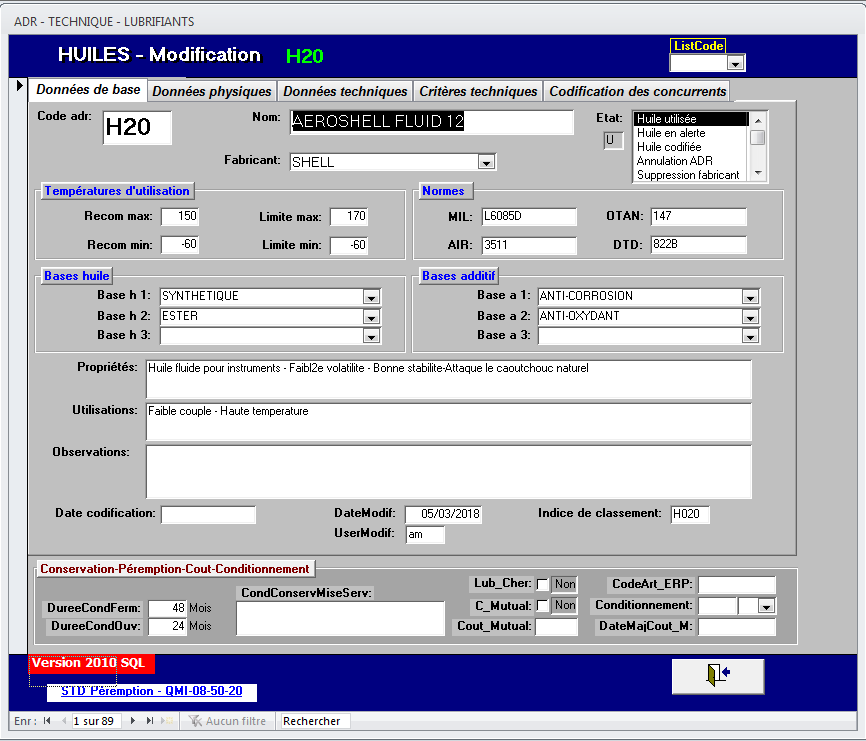 ADR - TECHNIQUE - LUBRIFIANTS
HUILES - Modification H20
ListCode
Données de base Données physiques Données techniques Critères techniques Codification des concurrents
Code adr: H20 Nom: AEROSHELL FLUID 12 Etat: Huile utilisée
U Huile en alerte
Huile codifiée
Annulation ADR
Suppression fabricant
Fabricant: SHELL
Températures d'utilisation Normes
Recom max: 150 Limite max: 170 MIL: L6085D OTAN: 147
Recom min: -60 Limite min: -60 AIR: 3511 DTD: 822B
Bases huile Bases additif
Base h 1: SYNTHETIQUE Base a 1: ANTI-CORROSION
Base h 2: ESTER Base a 2: ANTI-OXYDANT
Base h 3: Base a 3:
Propriétés: Huile fluide pour instruments - Faibl2e volatilite - Bonne stabilite-Attaque le caoutchouc naturel
Utilisations: Faible couple - Haute temperature
Observations:
Date codification: DateModif: 05/03/2018 Indice de classement: H020
UserModif: am
Conservation-Péremption-Cout-Conditionnement
CondConservMiseServ: Lub_Cher: Non CodeArt_ERP:
DureeCondFerm: 48 Mois C_Mutual: Non Conditionnement:
DureeCondOuv: 24 Mois Cout_Mutual: DateMajCout_M:
Version 2010 SQL
STD Péremption - QMI-08-50-20
Enr : 1 sur 89 Aucun filtre Rechercher